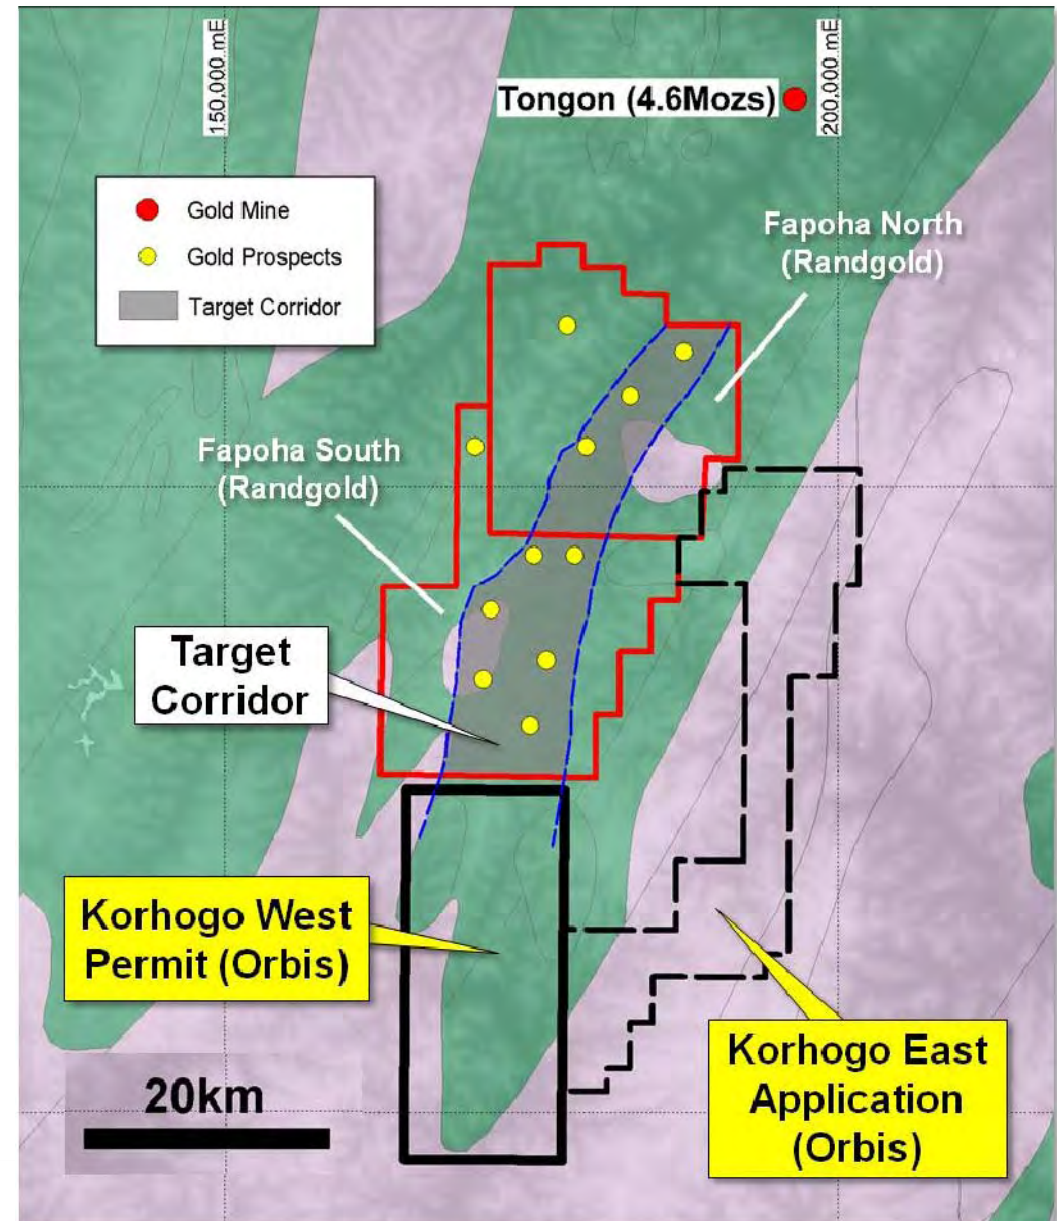 150,000 mE
200,000 mE
Tongon (4.6Mozs)
Gold Mine
Gold Prospects
Target Corridor
Fapoha North
(Randgold)
Fapoha South
(Randgold)
Target
Corridor
Korhogo West
Permit (Orbis)
Korhogo East
Application
(Orbis)
20km